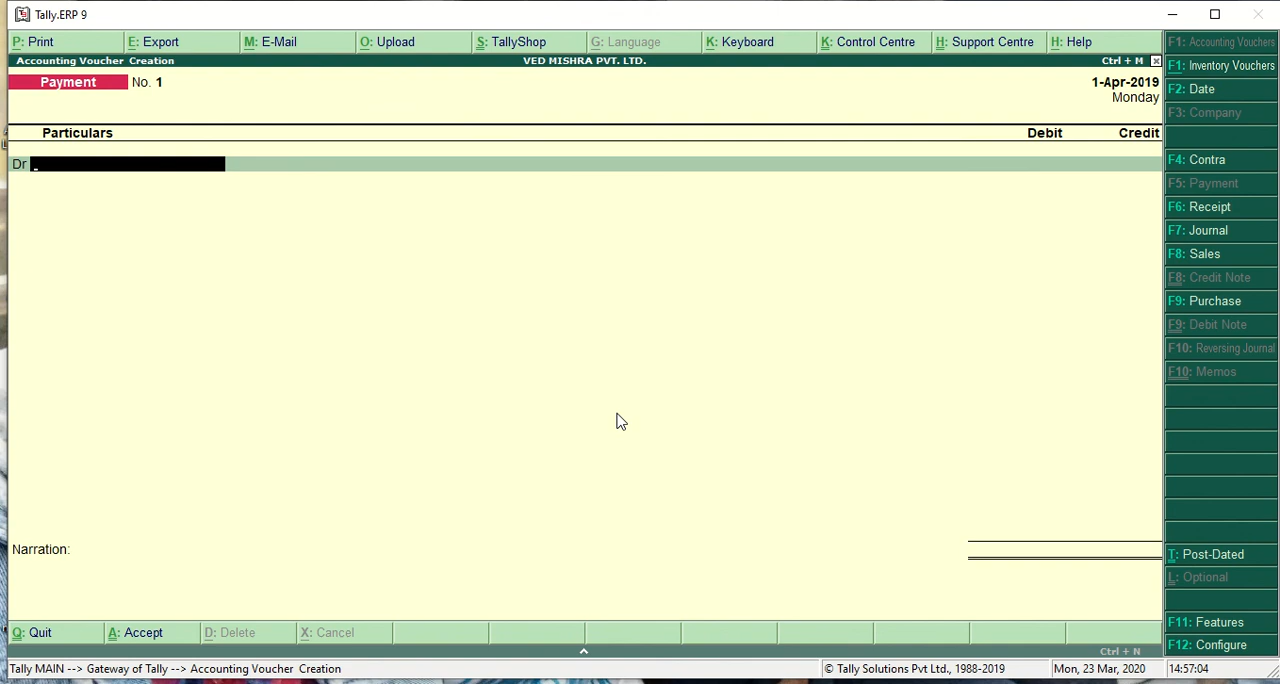 Tally.ERP 9
P: Print
E: Export
M: E-Mail
O: Upload
S: TallyShop
G: Language
K: Keyboard
K: Control Centre
H: Support Centre
H: Help
F1: Accounting Vouchers
Accounting Voucher Creation
VED MISHRA PVT. LTD.
Ctrl + M
F1: Inventory Vouchers
Payment No. 1
1-Apr-2019
F2: Date
Monday
F3: Company
Particulars
Debit
Credit
Dr
F4: Contra
F5: Payment
F6: Receipt
F7: Journal
F8: Sales
F8: Credit Note
F9: Purchase
F9: Debit Note
F10: Reversing Journal
F10: Memos
Narration:
T: Post-Dated
L: Optional
F11: Features
F12: Configure
Q: Quit
A: Accept
D: Delete
X: Cancel
Ctrl + N
Tally MAIN --> Gateway of Tally --> Accounting Voucher Creation
© Tally Solutions Pvt Ltd., 1988-2019
Mon, 23 Mar, 2020
14:57:04